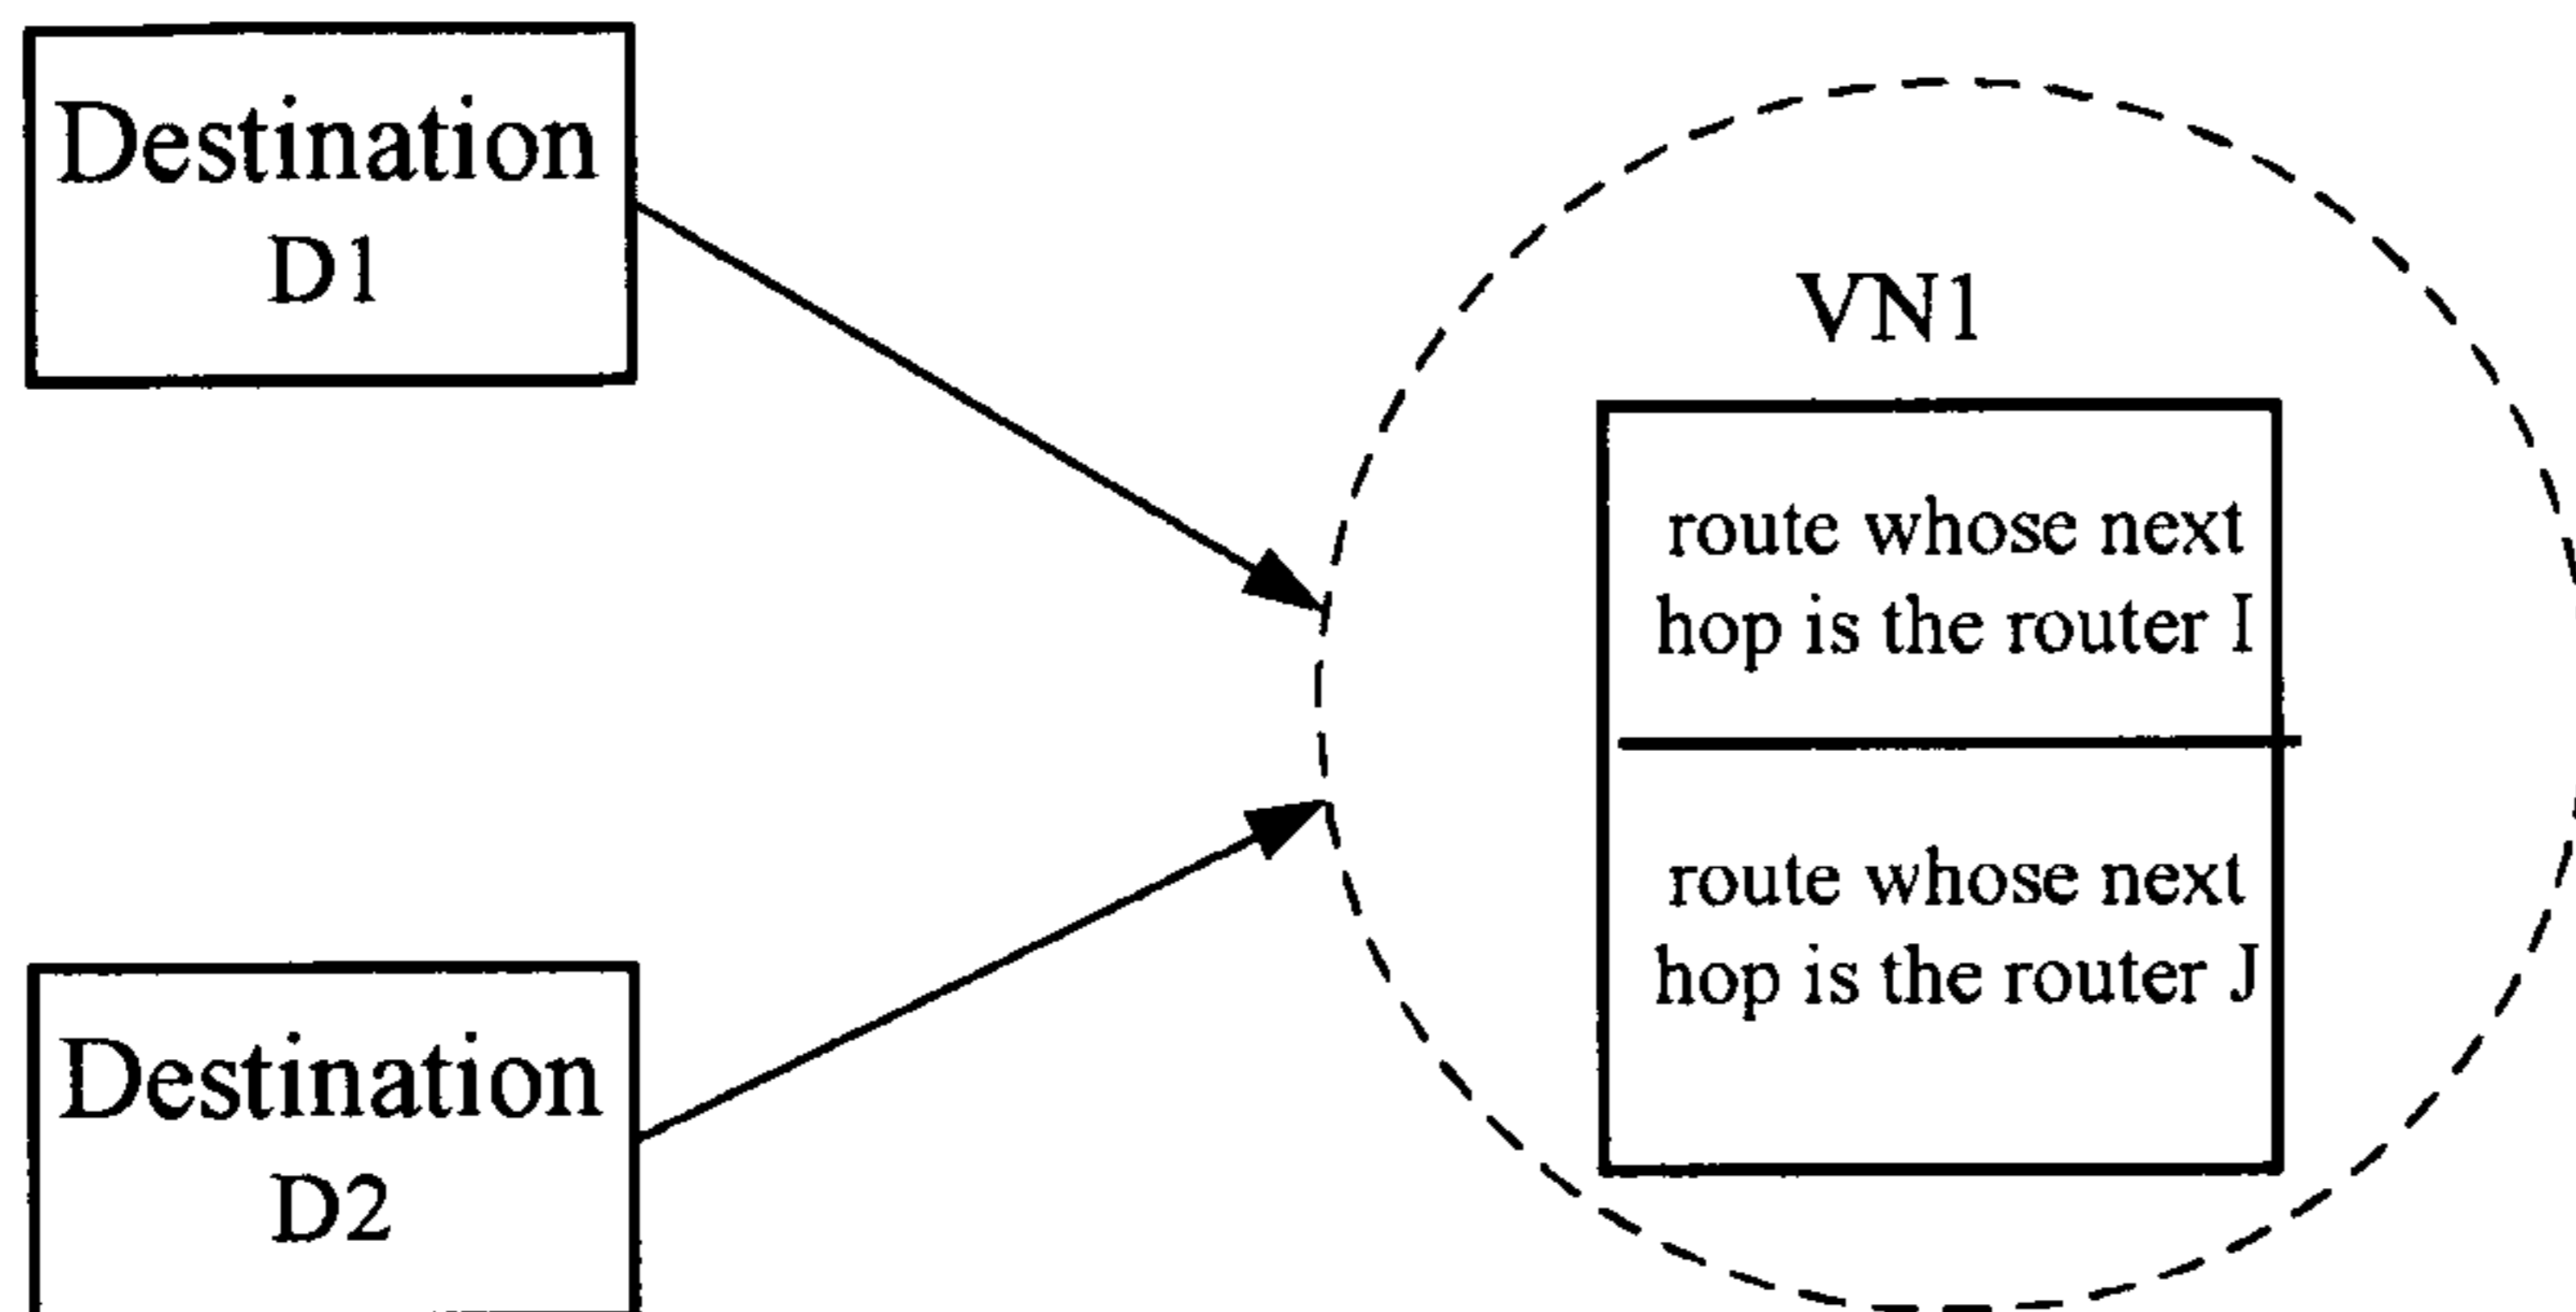 Destination
D1
VN1
route whose next
hop is the router I
route whose next
hop is the router J
Destination
D2